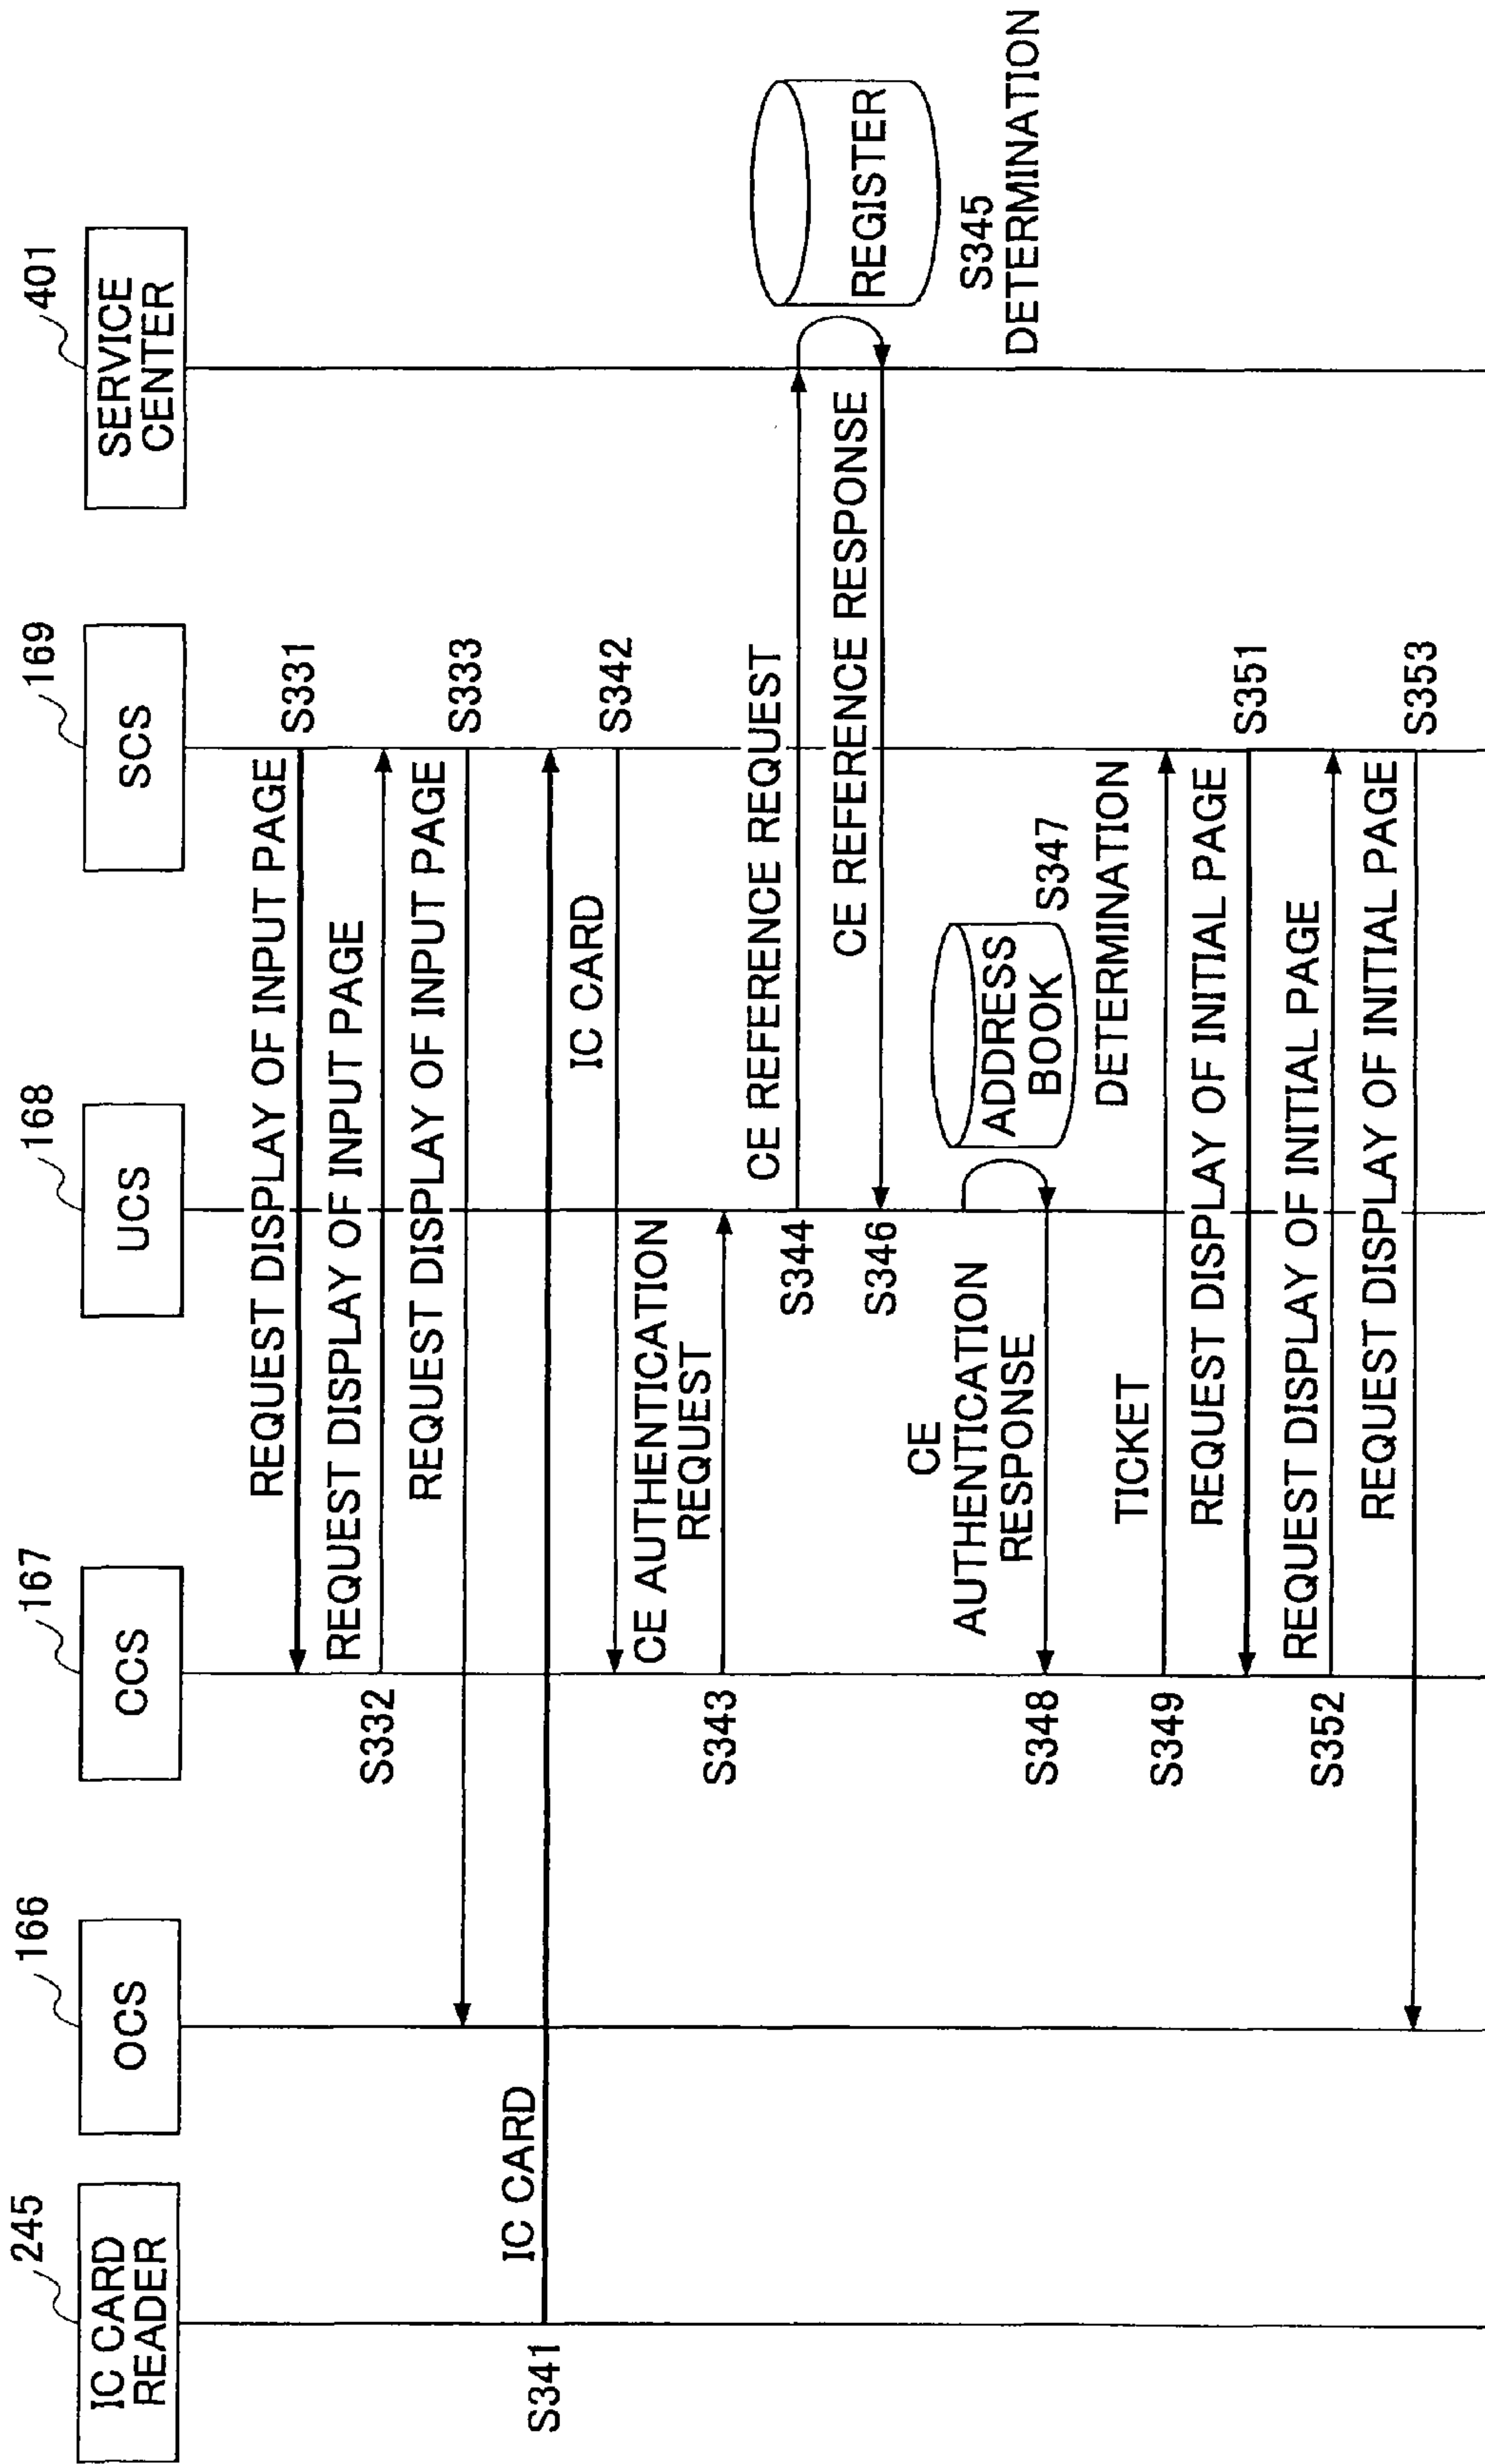 245
IC CARD
READER
166
OCS
167
CCS
168
UCS
169
SCS
401
SERVICE
CENTER
REQUEST DISPLAY OF INPUT PAGE
S331
S332
REQUEST DISPLAY OF INPUT PAGE
REQUEST DISPLAY OF INPUT PAGE
S333
S341
IC CARD
IC CARD
S342
S343
CE AUTHENTICATION
REQUEST
S344
CE REFERENCE REQUEST
REGISTER
S345
DETERMINATION
S346
CE REFERENCE RESPONSE
ADDRESS
BOOK
S347
DETERMINATION
S348
CE
AUTHENTICATION
RESPONSE
S349
TICKET
REQUEST DISPLAY OF INITIAL PAGE
S351
S352
REQUEST DISPLAY OF INITIAL PAGE
REQUEST DISPLAY OF INITIAL PAGE
S353